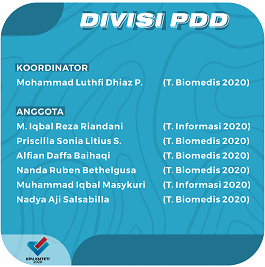 DIVISI PDD
KOORDINATOR
Mohammad Luthfi Dhiaz P. (T. Biomedis 2020)
ANGGOTA
M. Iqbal Reza Riandani (T. Informasi 2020)
Priscilla Sonia Litius S. (T. Biomedis 2020)
Alfian Daffa Baihaqi (T. Biomedis 2020)
Nanda Ruben Bethelgusa (T. Biomedis 2020)
Muhammad Iqbal Masykuri (T. Informasi 2020)
Nadya Aji Salsabilla (T. Biomedis 2020)
KPU KMTETI